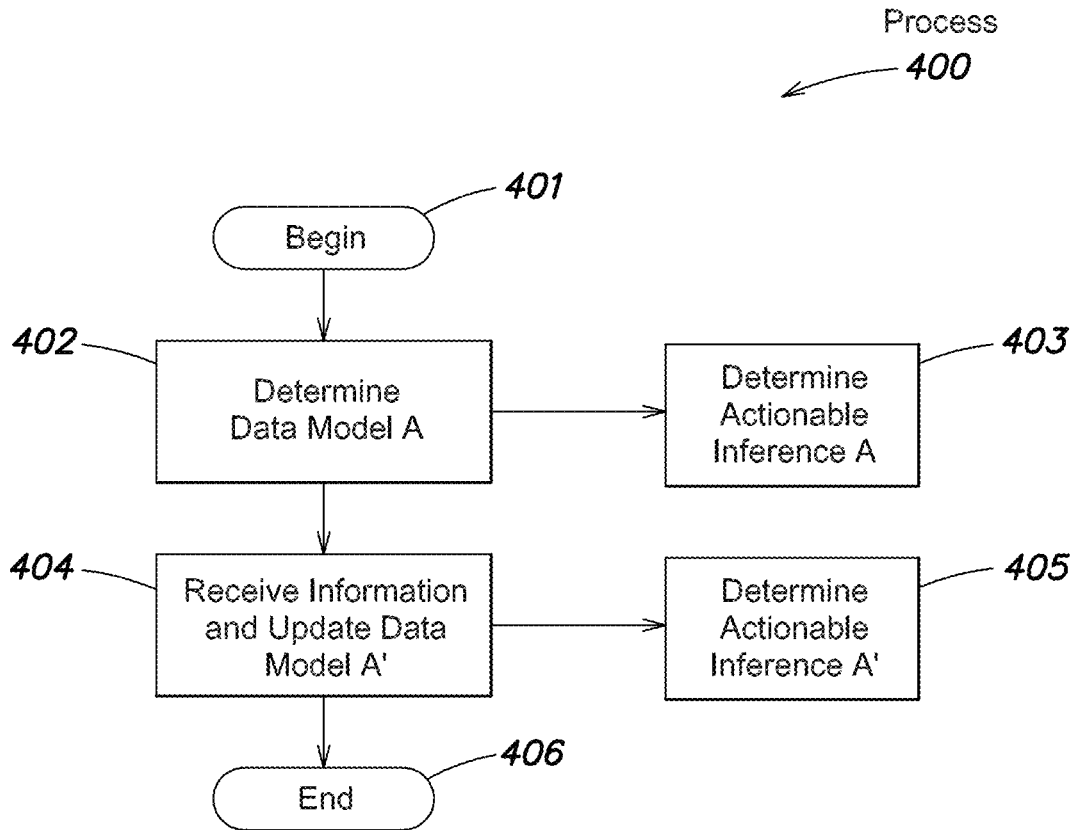 Process
400
401
Begin
402
Determine
Data Model A
403
Determine
Actionable
Inference A
404
Receive Information
and Update Data
Model A'
405
Determine
Actionable
Inference A'
406
End